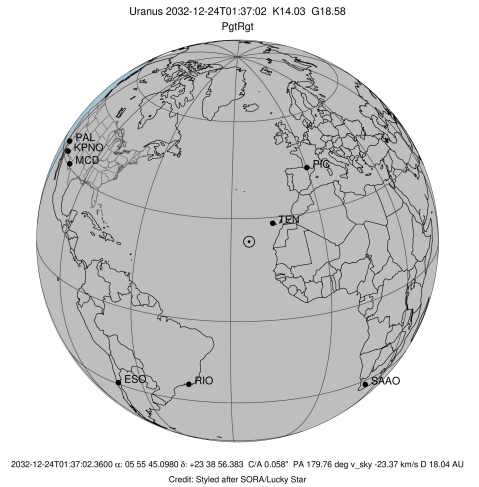 Uranus 2032-12-24T01:37:02  K14.03  G18.58
PgtRgt
PAL
KPNO
MCD
PIC
TEN
ESO
RIO
SAAO
2032-12-24T01:37:02.3600 α: 05 55 45.0980 δ: +23 38 56.383  C/A 0.058"  PA 179.76 deg v_sky -23.37 km/s D 18.04 AU
Credit: Styled after SORA/Lucky Star